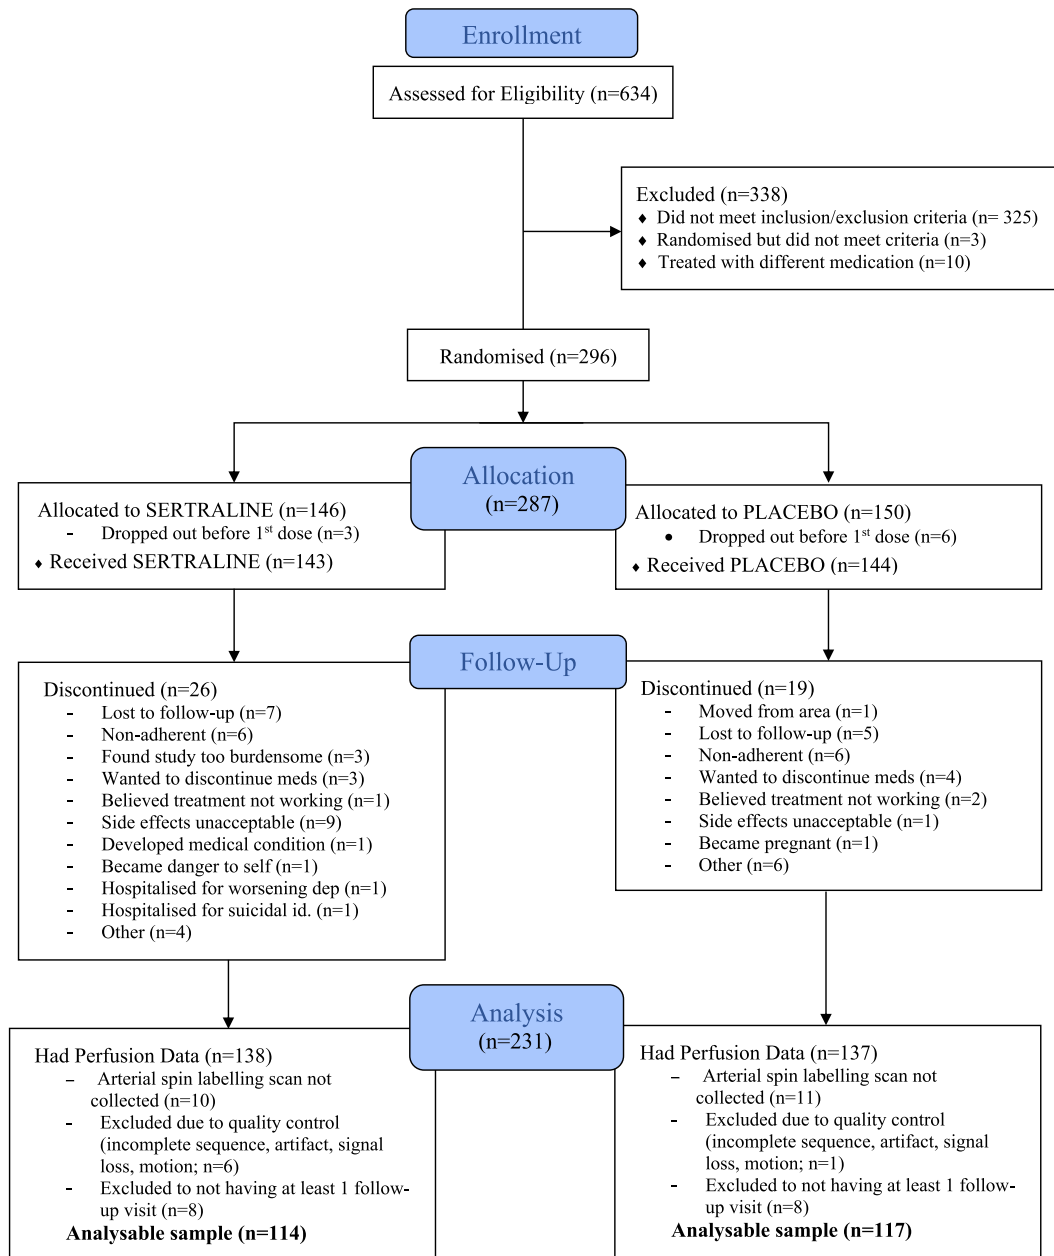 Enrollment
Assessed for Eligibility (n=634)
Excluded (n=338)
♦ Did not meet inclusion/exclusion criteria (n= 325)
♦ Randomised but did not meet criteria (n=3)
♦ Treated with different medication (n=10)
Randomised (n=296)
Allocation
(n=287)
Allocated to SERTRALINE (n=146)
- Dropped out before 1st dose (n=3)
♦ Received SERTRALINE (n=143)
Allocated to PLACEBO (n=150)
• Dropped out before 1st dose (n=6)
♦ Received PLACEBO (n=144)
Follow-Up
Discontinued (n=26)
- Lost to follow-up (n=7)
- Non-adherent (n=6)
- Found study too burdensome (n=3)
- Wanted to discontinue meds (n=3)
- Believed treatment not working (n=1)
- Side effects unacceptable (n=9)
- Developed medical condition (n=1)
- Became danger to self (n=1)
- Hospitalised for worsening dep (n=1)
- Hospitalised for suicidal id. (n=1)
- Other (n=4)
Discontinued (n=19)
- Moved from area (n=1)
- Lost to follow-up (n=5)
- Non-adherent (n=6)
- Wanted to discontinue meds (n=4)
- Believed treatment not working (n=2)
- Side effects unacceptable (n=1)
- Became pregnant (n=1)
- Other (n=6)
Analysis
(n=231)
Had Perfusion Data (n=138)
- Arterial spin labelling scan not
collected (n=10)
- Excluded due to quality control
(incomplete sequence, artifact, signal
loss, motion; n=6)
- Excluded to not having at least 1 follow-
up visit (n=8)
Analysable sample (n=114)
Had Perfusion Data (n=137)
- Arterial spin labelling scan not
collected (n=11)
- Excluded due to quality control
(incomplete sequence, artifact, signal
loss, motion; n=1)
- Excluded to not having at least 1 follow-
up visit (n=8)
Analysable sample (n=117)